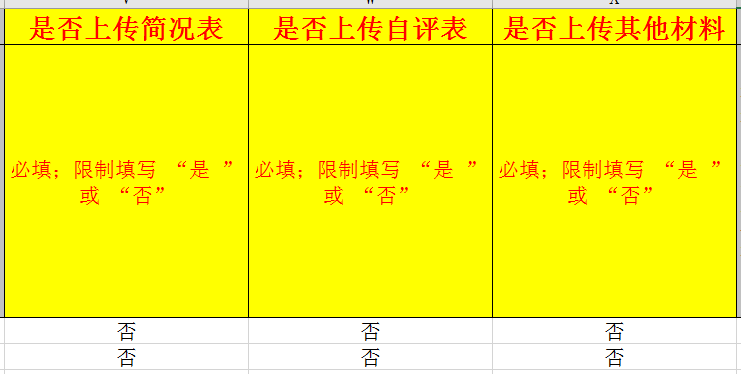 V W X
是否上传简况表 是否上传自评表 是否上传其他材料
必填；限制填写 “是 ” 必填；限制填写 “是 ” 必填；限制填写 “是 ”
或 “否” 或 “否” 或 “否”
否 否 否
否 否 否